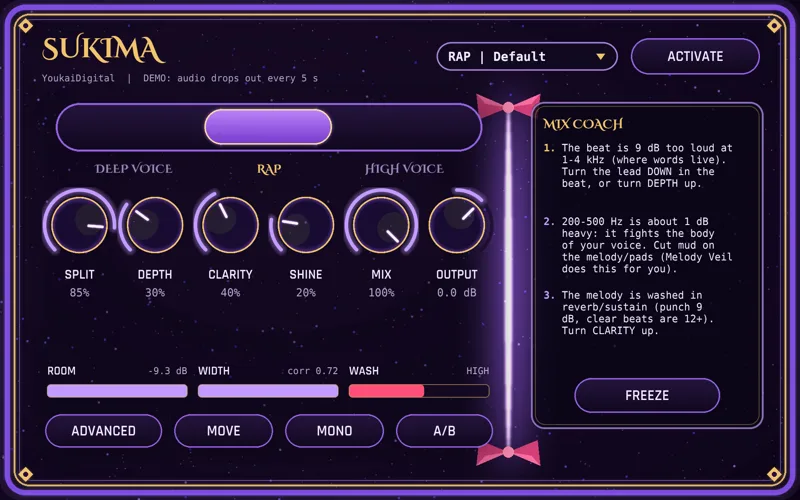 SUKIMA
YoukaiDigital | DEMO: audio drops out every 5 s
RAP | Default
ACTIVATE
DEEP VOICE
RAP
HIGH VOICE
SPLIT
DEPTH
CLARITY
SHINE
MIX
OUTPUT
85%
30%
40%
20%
100%
0.0 dB
ROOM
-9.3 dB
WIDTH
corr 0.72
WASH
HIGH
ADVANCED
MOVE
MONO
A/B
MIX COACH
1. The beat is 9 dB too loud at
1-4 kHz (where words live).
Turn the lead DOWN in the
beat, or turn DEPTH up.
2. 200-500 Hz is about 1 dB
heavy: it fights the body
of your voice. Cut mud on
the melody/pads (Melody Veil
does this for you).
3. The melody is washed in
reverb/sustain (punch 9
dB, clear beats are 12+).
Turn CLARITY up.
FREEZE